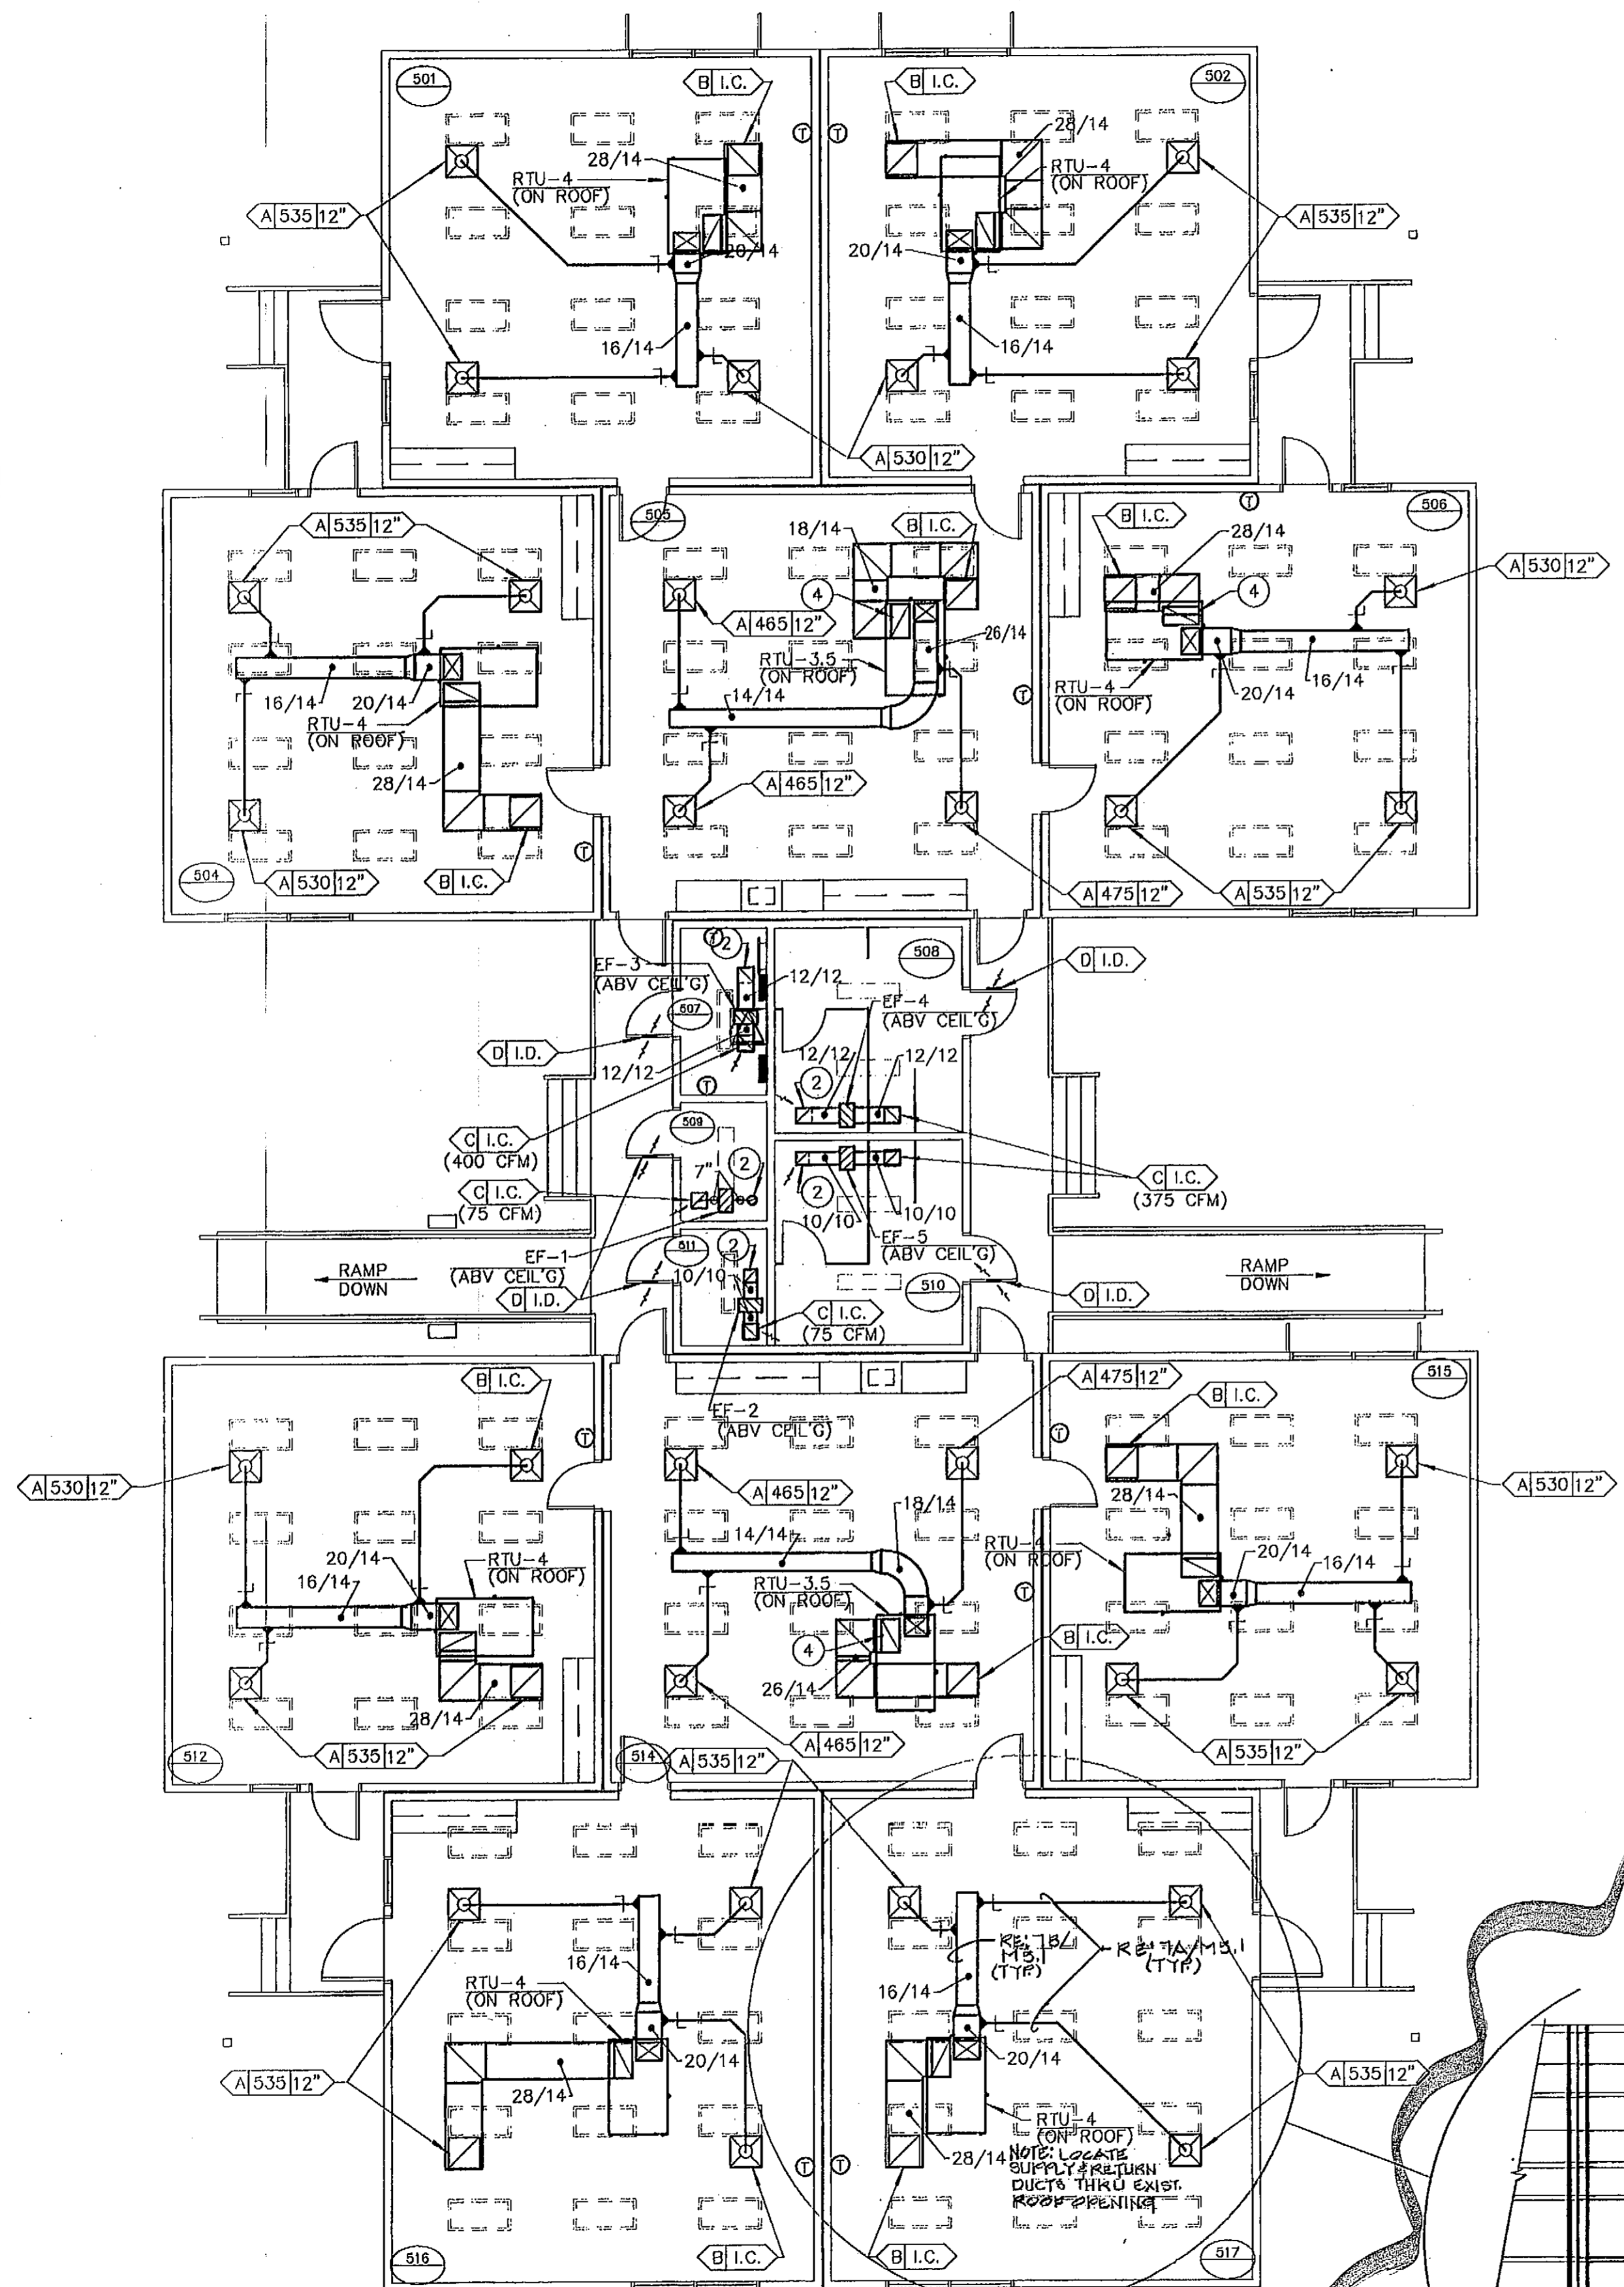 501
B I.C.
B I.C.
502
28/14
28/14
RTU-4
(ON ROOF)
RTU-4
(ON ROOF)
T
T
A 535 12"
A 535 12"
20/14
20/14
16/14
16/14
A 530 12"
A 535 12"
505
18/14
B I.C.
B I.C.
T
506
28/14
4
4
A 530 12"
A 465 12"
26/14
RTU-3.5
(ON ROOF)
16/14
20/14
14/14
T
RTU-4
(ON ROOF)
20/14
16/14
RTU-4
(ON ROOF)
28/14
A 465 12"
T
504
A 530 12"
B I.C.
A 475 12"
A 535 12"
T
2
508
D I.D.
EF-3
(ABV CEIL'G)
12/12
EF-4
(ABV CEIL'G)
507
D I.D.
12/12
T
12/12
12/12
2
509
C I.C.
(400 CFM)
7"
2
C I.C.
(75 CFM)
2
C I.C.
(375 CFM)
10/10
10/10
EF-5
(ABV CEIL'G)
511
2
EF-1
(ABV CEIL'G)
10/10
RAMP
DOWN
RAMP
DOWN
D I.D.
510
D I.D.
C I.C.
(75 CFM)
B I.C.
A 475 12"
B I.C.
515
EF-2
(ABV CEIL'G)
T
T
A 530 12"
A 465 12"
28/14
A 530 12"
18/14
14/14
20/14
16/14
RTU-4
(ON ROOF)
RTU-3.5
(ON ROOF)
RTU-4
(ON ROOF)
20/14
16/14
T
4
26/14
B I.C.
28/14
512
A 535 12"
514
A 535 12"
A 465 12"
A 535 12"
RE: 7B/
M5.1
(TYP.)
RE: 7A/M5.1
(TYP.)
16/14
16/14
RTU-4
(ON ROOF)
20/14
20/14
A 535 12"
28/14
A 535 12"
RTU-4
(ON ROOF)
28/14
NOTE: LOCATE
SUPPLY & RETURN
DUCTS THRU EXIST.
ROOF OPENING
T
T
516
B I.C.
B I.C.
517